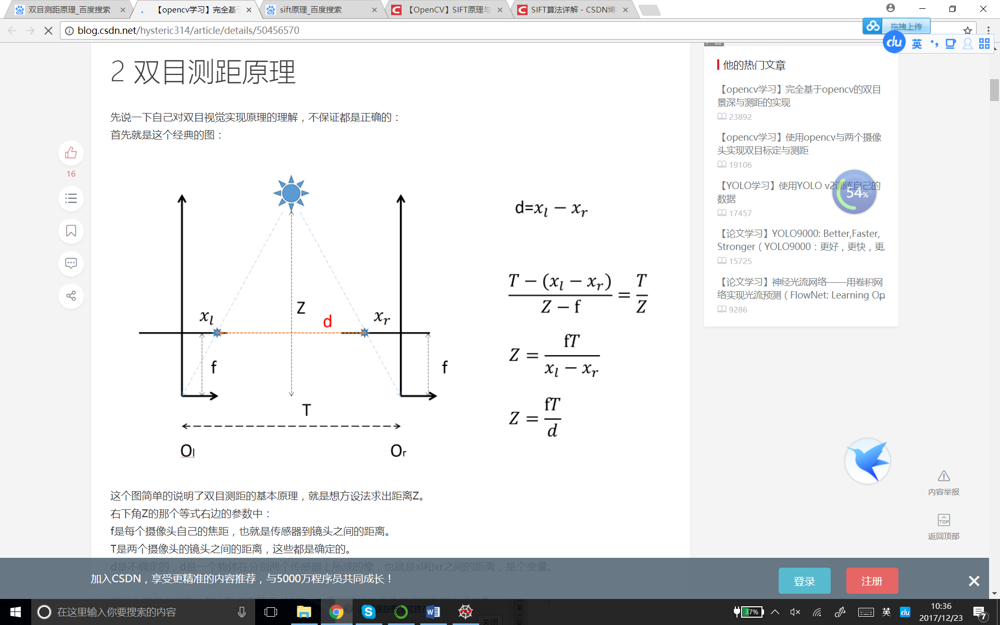 双目测距原理_百度搜索
【opencv学习】完全基于
sift原理_百度搜索
【OpenCV】SIFT原理与
SIFT算法详解 - CSDN博
blog.csdn.net/hysteric314/article/details/50456570
拖拽上传
du 英
2 双目测距原理
先说一下自己对双目视觉实现原理的理解，不保证都是正确的：
首先就是这个经典的图：
16
d=x_l − x_r
T − (x_l − x_r) / Z − f = T / Z
Z = fT / x_l − x_r
Z = fT / d
x_l
Z
d
x_r
f
f
T
Ol
Or
这个图简单的说明了双目测距的基本原理，就是想方设法求出距离Z。
右下角Z的那个等式右边的参数中：
f是每个摄像头自己的焦距，也就是传感器到镜头之间的距离。
T是两个摄像头的镜头之间的距离，这些都是确定的。
d是不确定的，d是一个物体在分别两个传感器上所成的像，也就是xl和xr之间的距离，是个变量。
他的热门文章
【opencv学习】完全基于opencv的双目
景深与测距的实现
23892
【opencv学习】使用opencv与两个摄像
头实现双目标定与测距
19106
【YOLO学习】使用YOLO v2训练自己的
数据
17457
54%
【论文学习】YOLO9000: Better,Faster,
Stronger（YOLO9000：更好，更快，更
15725
【论文学习】神经光流网络——用卷积网
络实现光流预测（FlowNet: Learning Op
9286
内容举报
TOP
返回顶部
加入CSDN，享受更精准的内容推荐，与5000万程序员共同成长！
登录
注册
在这里输入你要搜索的内容
37%
英
du
10:36
2017/12/23
7